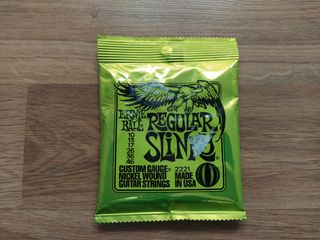 ERNIE
BALL
REGULAR
SLINKY
10
13
17
26
36
46
CUSTOM GAUGE 2221
NICKEL WOUND MADE IN
GUITAR STRINGS USA